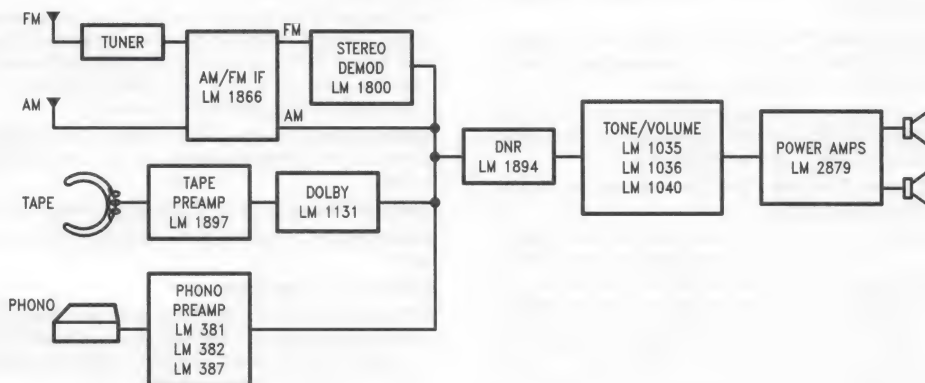 FM
TUNER
AM/FM IF
LM 1866
FM
STEREO
DEMOD
LM 1800
AM
AM
DNR
LM 1894
TONE/VOLUME
LM 1035
LM 1036
LM 1040
POWER AMPS
LM 2879
TAPE
TAPE
PREAMP
LM 1897
DOLBY
LM 1131
PHONO
PHONO
PREAMP
LM 381
LM 382
LM 387